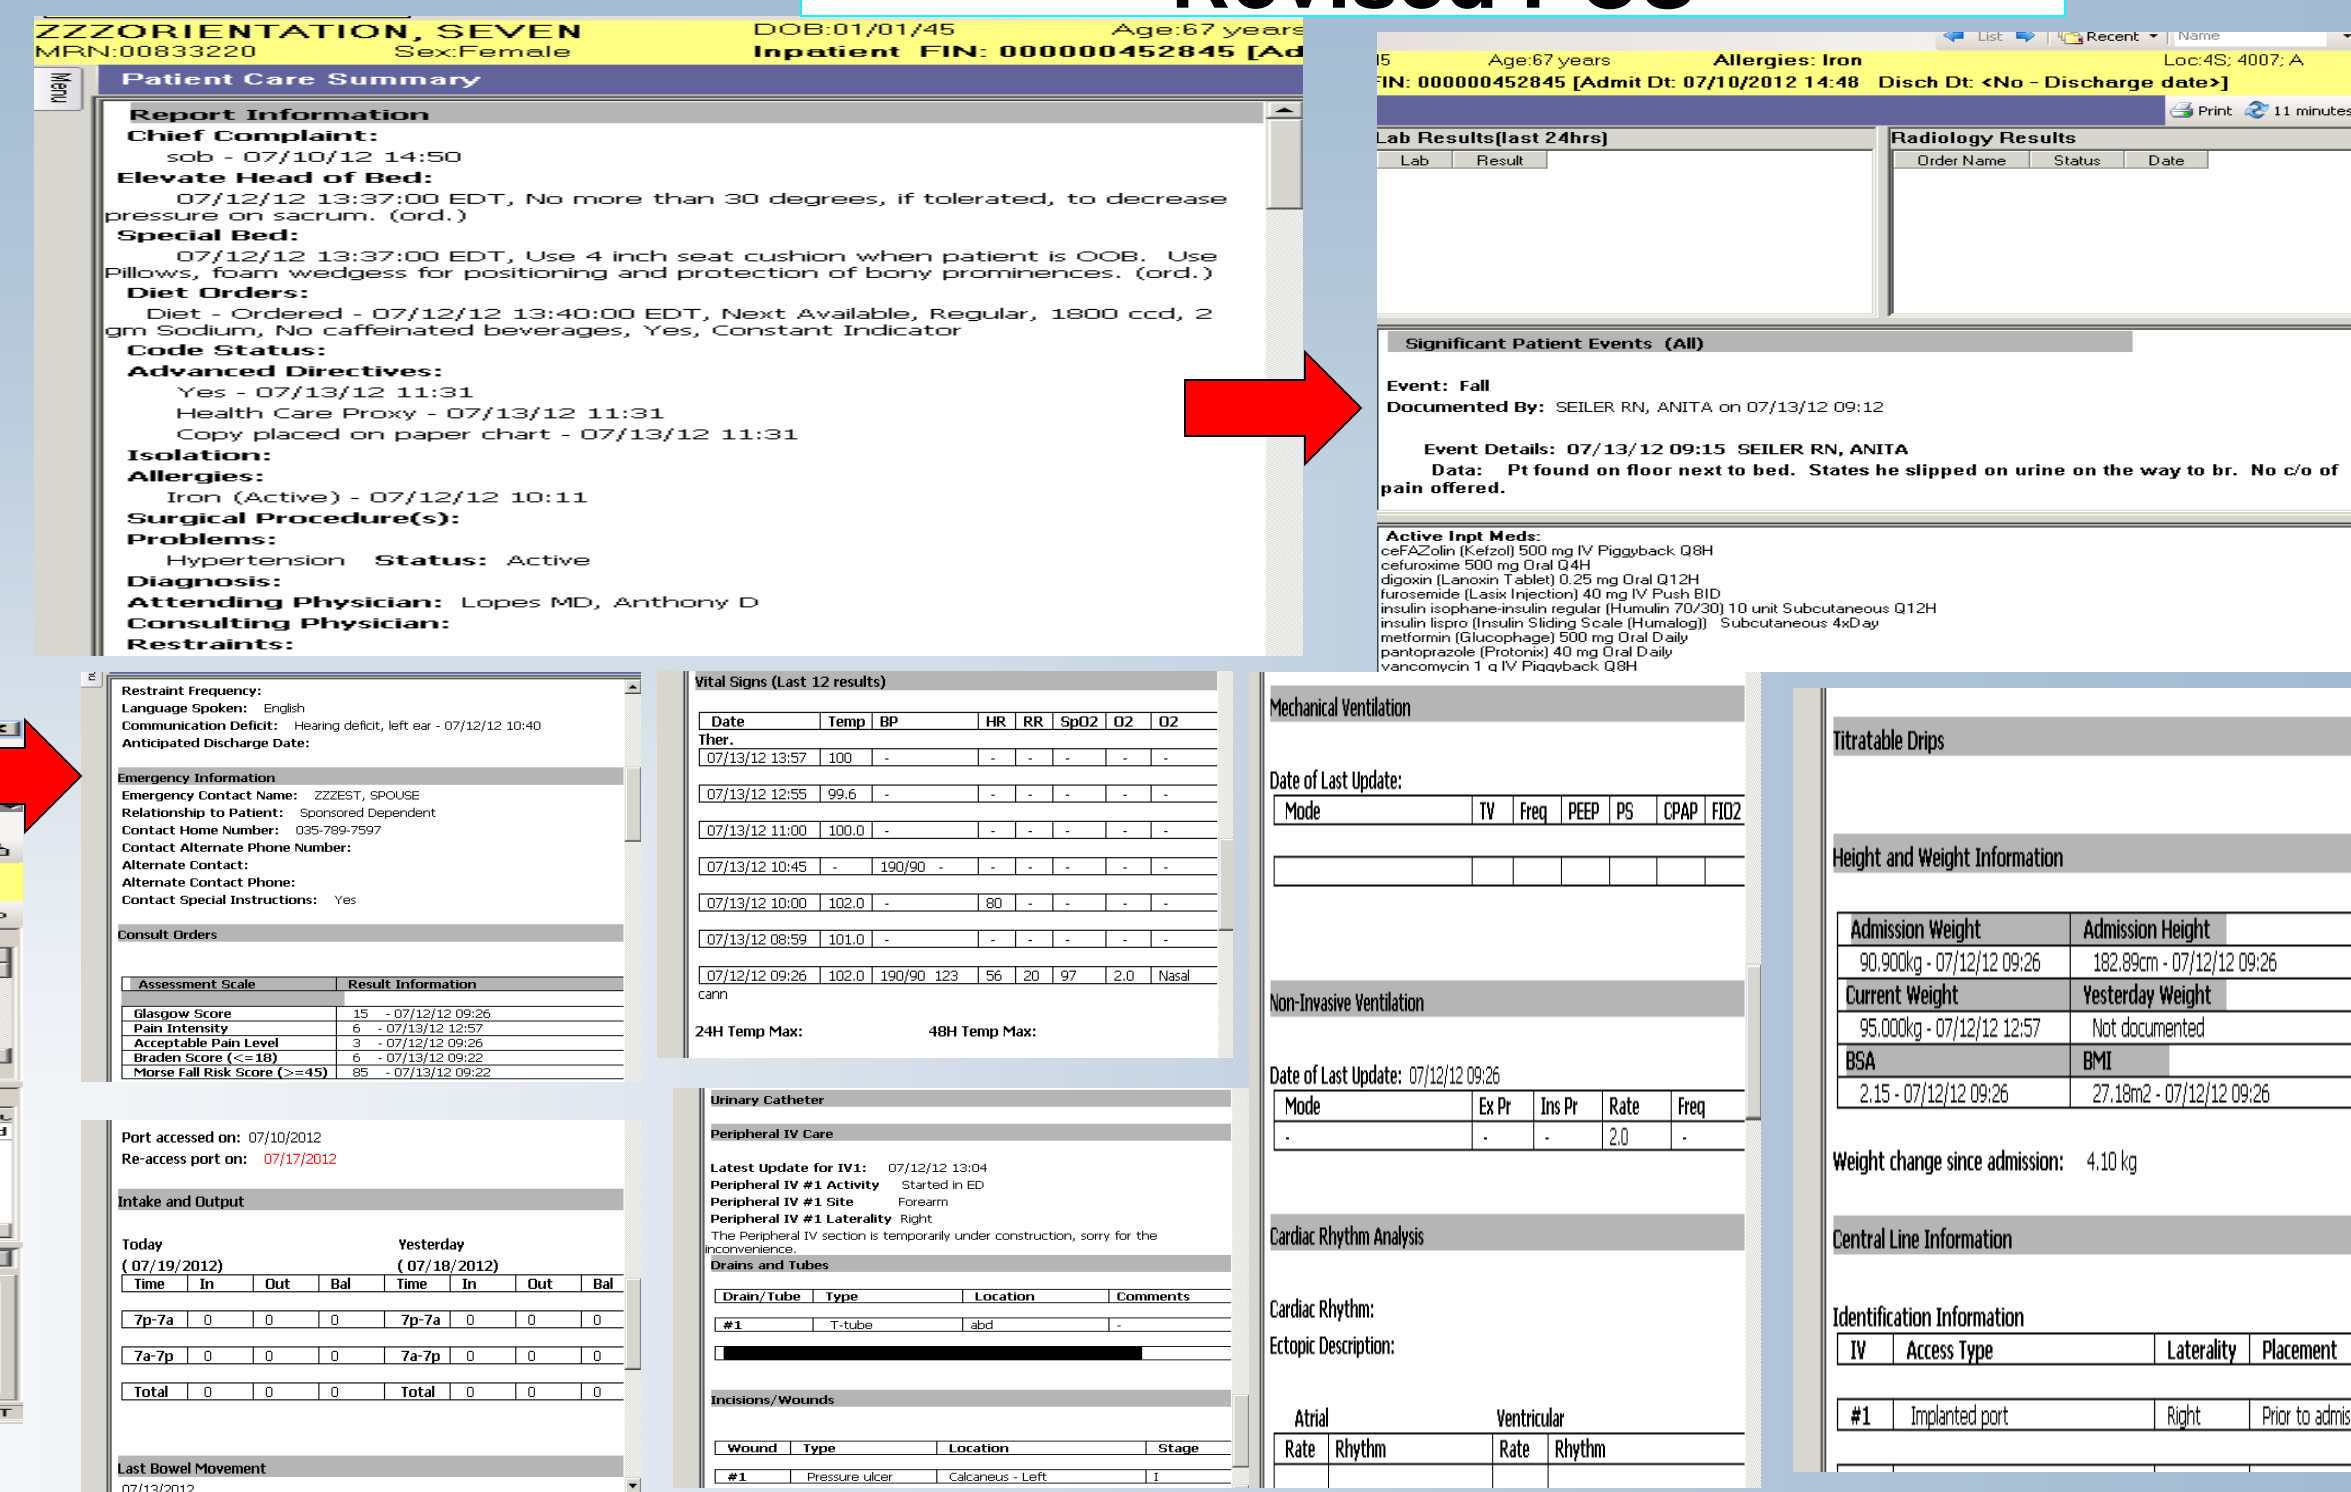 ZZZORIENTATION, SEVEN DOB:01/01/45 Age:67 years
MRN:00833220 Sex:Female Inpatient FIN: 000000452845 [Ad
Menu
Patient Care Summary
Report Information
Chief Complaint:
sob - 07/10/12 14:50
Elevate Head of Bed:
07/12/12 13:37:00 EDT, No more than 30 degrees, if tolerated, to decrease
pressure on sacrum. (ord.)
Special Bed:
07/12/12 13:37:00 EDT, Use 4 inch seat cushion when patient is OOB. Use
Pillows, foam wedgess for positioning and protection of bony prominences. (ord.)
Diet Orders:
Diet - Ordered - 07/12/12 13:40:00 EDT, Next Available, Regular, 1800 ccd, 2
gm Sodium, No caffeinated beverages, Yes, Constant Indicator
Code Status:
Advanced Directives:
Yes - 07/13/12 11:31
Health Care Proxy - 07/13/12 11:31
Copy placed on paper chart - 07/13/12 11:31
Isolation:
Allergies:
Iron (Active) - 07/12/12 10:11
Surgical Procedure(s):
Problems:
Hypertension Status: Active
Diagnosis:
Attending Physician: Lopes MD, Anthony D
Consulting Physician:
Restraints:
List Recent Name
Age:67 years Allergies: Iron Loc:4S; 4007; A
FIN: 000000452845 [Admit Dt: 07/10/2012 14:48 Disch Dt: <No - Discharge date>]
Print 11 minutes
Lab Results(last 24hrs) Radiology Results
Lab Result Order Name Status Date
Significant Patient Events (All)
Event: Fall
Documented By: SEILER RN, ANITA on 07/13/12 09:12
Event Details: 07/13/12 09:15 SEILER RN, ANITA
Data: Pt found on floor next to bed. States he slipped on urine on the way to br. No c/o of
pain offered.
Active Inpt Meds:
ceFAZolin (Kefzol) 500 mg IV Piggyback Q8H
cefuroxime 500 mg Oral Q4H
digoxin (Lanoxin Tablet) 0.25 mg Oral Q12H
furosemide (Lasix Injection) 40 mg IV Push BID
insulin isophane-insulin regular (Humulin 70/30) 10 unit Subcutaneous Q12H
insulin lispro (Insulin Sliding Scale (Humalog)) Subcutaneous 4xDay
metformin (Glucophage) 500 mg Oral Daily
pantoprazole (Protonix) 40 mg Oral Daily
vancomycin 1 g IV Piggyback Q8H
Restraint Frequency:
Language Spoken: English
Communication Deficit: Hearing deficit, left ear - 07/12/12 10:40
Anticipated Discharge Date:
Emergency Information
Emergency Contact Name: ZZZEST, SPOUSE
Relationship to Patient: Sponsored Dependent
Contact Home Number: 035-789-7597
Contact Alternate Phone Number:
Alternate Contact:
Alternate Contact Phone:
Contact Special Instructions: Yes
Consult Orders
Assessment Scale Result Information
Glasgow Score 15 - 07/12/12 09:26
Pain Intensity 6 - 07/13/12 12:57
Acceptable Pain Level 3 - 07/12/12 09:26
Braden Score (<=18) 6 - 07/13/12 09:22
Morse Fall Risk Score (>=45) 85 - 07/13/12 09:22
Vital Signs (Last 12 results)
Date Temp BP HR RR SpO2 O2 O2
Ther.
07/13/12 13:57 100 - - - - - -
07/13/12 12:55 99.6 - - - - - -
07/13/12 11:00 100.0 - - - - - -
07/13/12 10:45 - 190/90 - - - - - -
07/13/12 10:00 102.0 - 80 - - - -
07/13/12 08:59 101.0 - - - - - -
07/12/12 09:26 102.0 190/90 123 56 20 97 2.0 Nasal
cann
24H Temp Max: 48H Temp Max:
Mechanical Ventilation
Date of Last Update:
Mode TV Freq PEEP PS CPAP FIO2
Non-Invasive Ventilation
Date of Last Update: 07/12/12 09:26
Mode Ex Pr Ins Pr Rate Freq
- - - 2.0 -
Cardiac Rhythm Analysis
Cardiac Rhythm:
Ectopic Description:
Atrial Ventricular
Rate Rhythm Rate Rhythm
Titratable Drips
Height and Weight Information
Admission Weight Admission Height
90.900kg - 07/12/12 09:26 182.89cm - 07/12/12 09:26
Current Weight Yesterday Weight
95.000kg - 07/12/12 12:57 Not documented
BSA BMI
2.15 - 07/12/12 09:26 27.18m2 - 07/12/12 09:26
Weight change since admission: 4.10 kg
Central Line Information
Identification Information
IV Access Type Laterality Placement
#1 Implanted port Right Prior to admis
Port accessed on: 07/10/2012
Re-access port on: 07/17/2012
Intake and Output
Today Yesterday
( 07/19/2012) ( 07/18/2012)
Time In Out Bal Time In Out Bal
7p-7a 0 0 0 7p-7a 0 0 0
7a-7p 0 0 0 7a-7p 0 0 0
Total 0 0 0 Total 0 0 0
Last Bowel Movement
07/13/2012
Urinary Catheter
Peripheral IV Care
Latest Update for IV1: 07/12/12 13:04
Peripheral IV #1 Activity Started in ED
Peripheral IV #1 Site Forearm
Peripheral IV #1 Laterality Right
The Peripheral IV section is temporarily under construction, sorry for the
inconvenience.
Drains and Tubes
Drain/Tube Type Location Comments
#1 T-tube abd -
Incisions/Wounds
Wound Type Location Stage
#1 Pressure ulcer Calcaneus - Left I